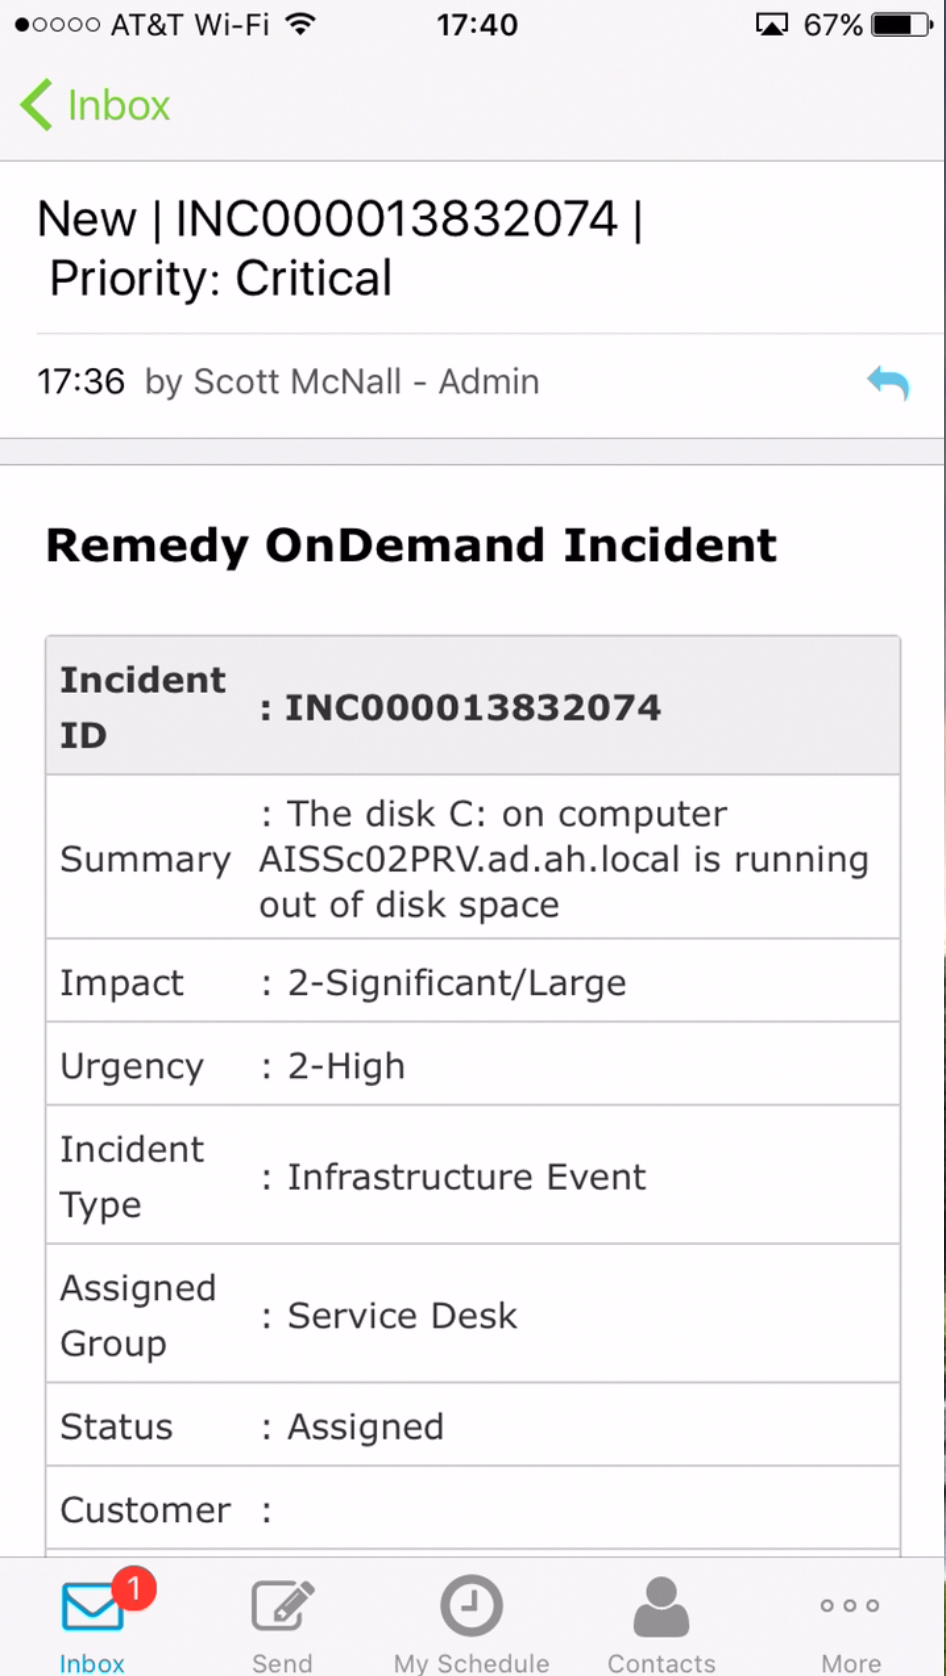 AT&T Wi-Fi 17:40 67%
Inbox
New | INC000013832074 |
Priority: Critical
17:36 by Scott McNall - Admin
Remedy OnDemand Incident
Incident
ID
: INC000013832074
Summary
: The disk C: on computer
AISSc02PRV.ad.ah.local is running
out of disk space
Impact : 2-Significant/Large
Urgency : 2-High
Incident
Type
: Infrastructure Event
Assigned
Group
: Service Desk
Status : Assigned
Customer :
1
Inbox Send My Schedule Contacts More